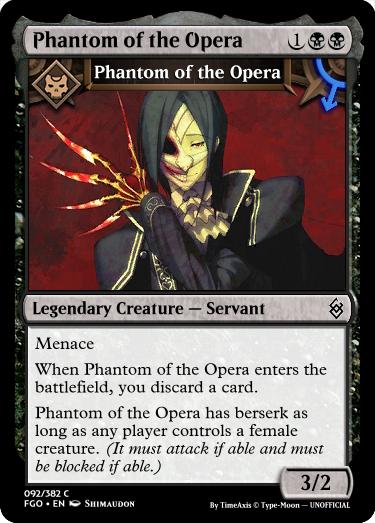 Phantom of the Opera 1
Phantom of the Opera
Legendary Creature — Servant
Menace
When Phantom of the Opera enters the
battlefield, you discard a card.
Phantom of the Opera has berserk as
long as any player controls a female
creature. (It must attack if able and must
be blocked if able.)
3/2
092/382 C
FGO • EN Shimaudon
By TimeAxis © Type-Moon — UNOFFICIAL